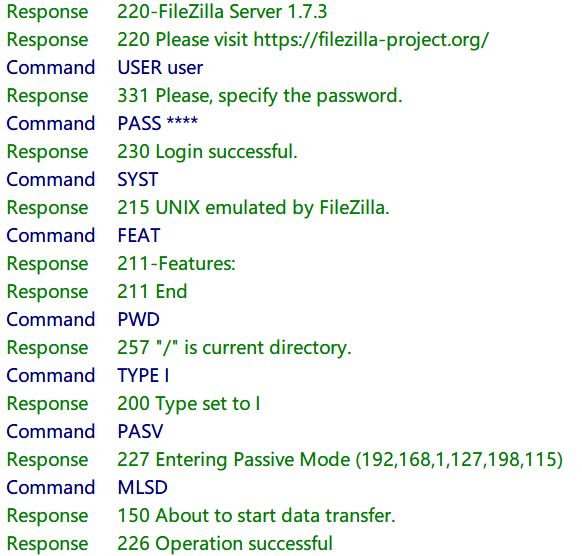 Response 220-FileZilla Server 1.7.3
Response 220 Please visit https://filezilla-project.org/
Command USER user
Response 331 Please, specify the password.
Command PASS ****
Response 230 Login successful.
Command SYST
Response 215 UNIX emulated by FileZilla.
Command FEAT
Response 211-Features:
Response 211 End
Command PWD
Response 257 "/" is current directory.
Command TYPE I
Response 200 Type set to I
Command PASV
Response 227 Entering Passive Mode (192,168,1,127,198,115)
Command MLSD
Response 150 About to start data transfer.
Response 226 Operation successful